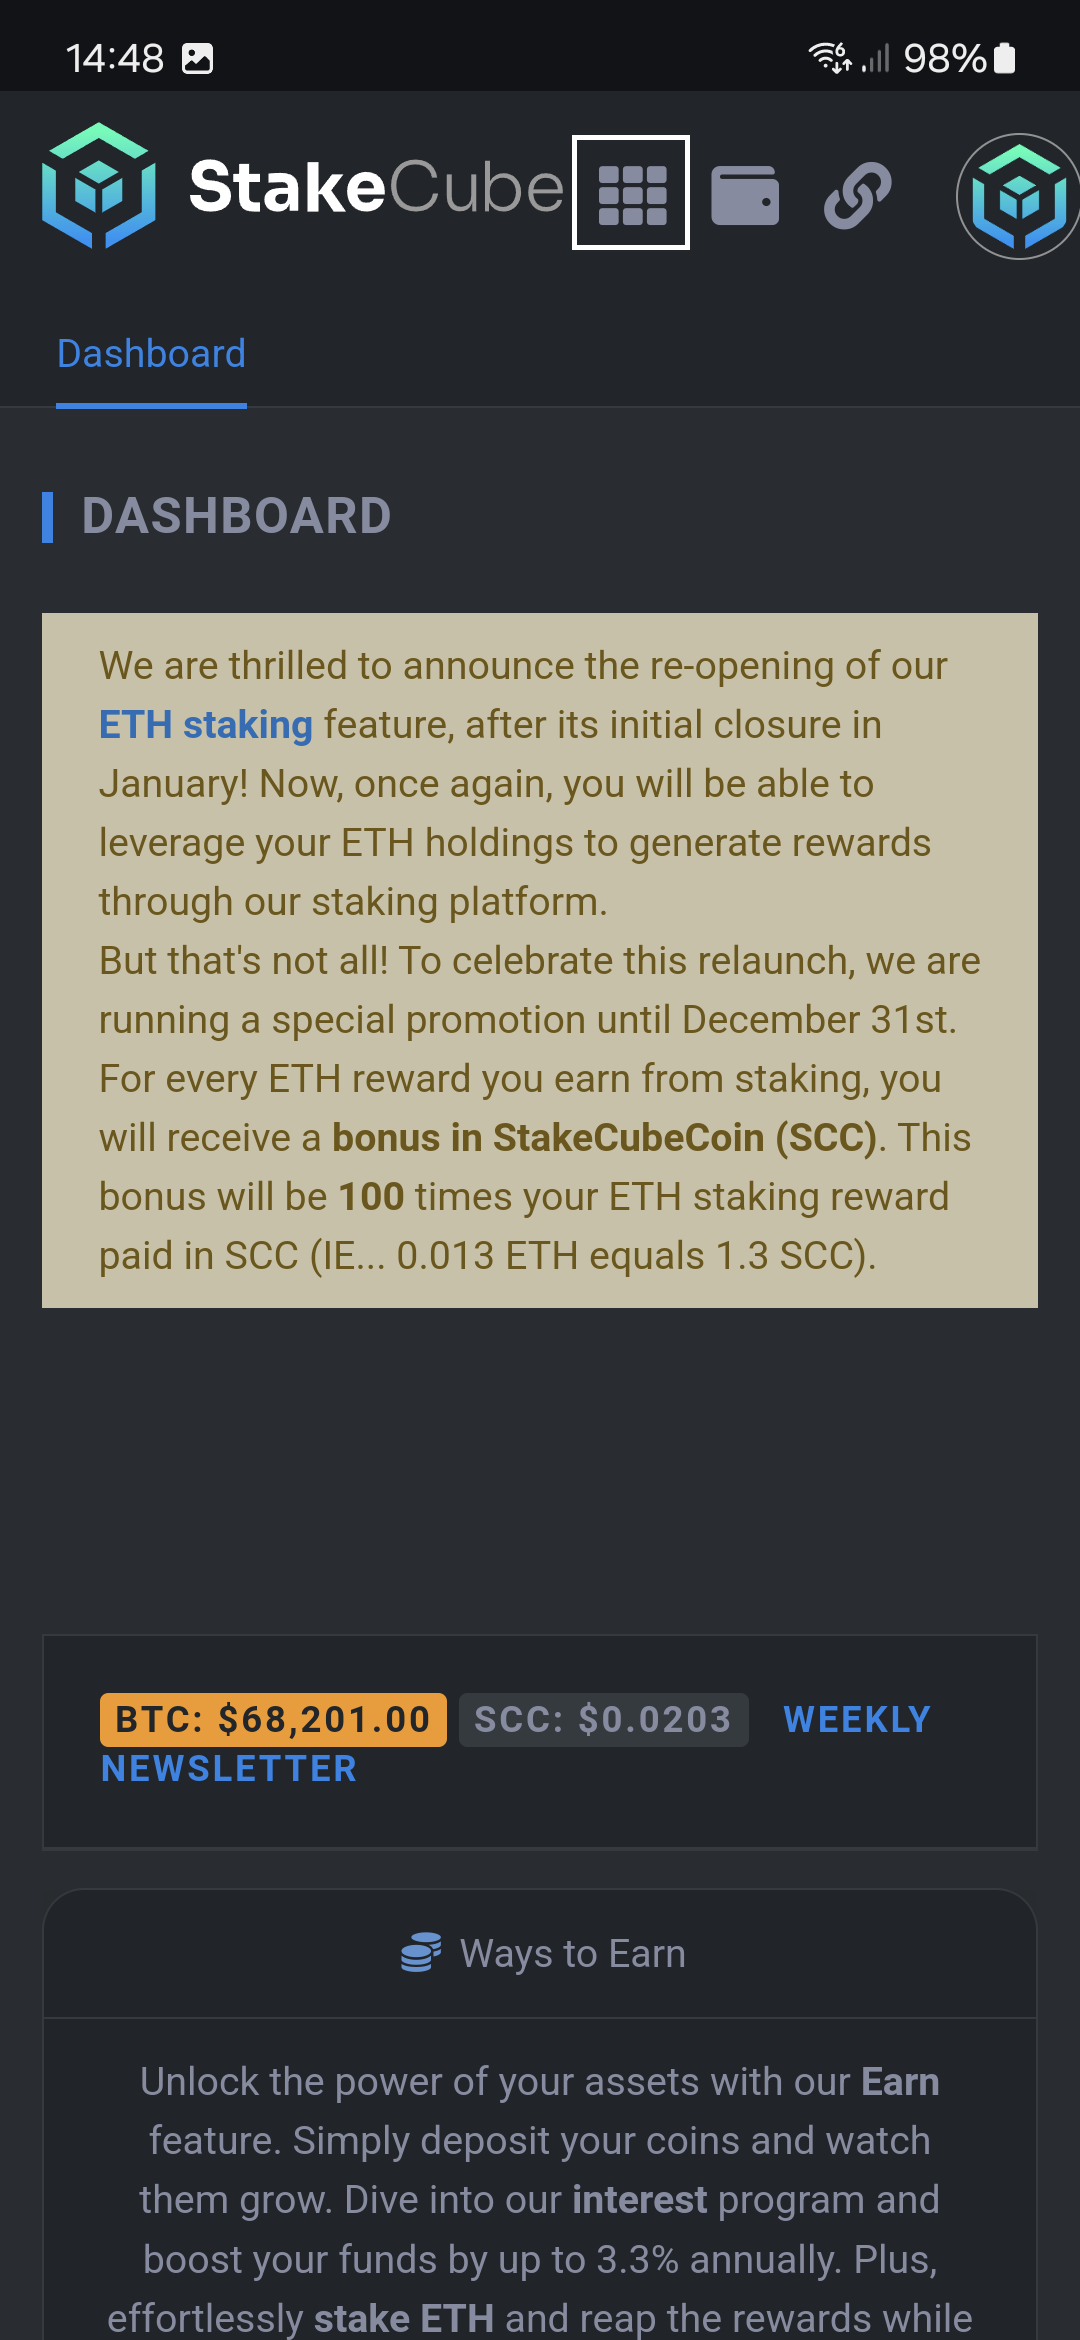 14:48 98%
StakeCube
Dashboard
DASHBOARD
We are thrilled to announce the re-opening of our
ETH staking feature, after its initial closure in
January! Now, once again, you will be able to
leverage your ETH holdings to generate rewards
through our staking platform.
But that's not all! To celebrate this relaunch, we are
running a special promotion until December 31st.
For every ETH reward you earn from staking, you
will receive a bonus in StakeCubeCoin (SCC). This
bonus will be 100 times your ETH staking reward
paid in SCC (IE... 0.013 ETH equals 1.3 SCC).
BTC: $68,201.00 SCC: $0.0203 WEEKLY
NEWSLETTER
Ways to Earn
Unlock the power of your assets with our Earn
feature. Simply deposit your coins and watch
them grow. Dive into our interest program and
boost your funds by up to 3.3% annually. Plus,
effortlessly stake ETH and reap the rewards while